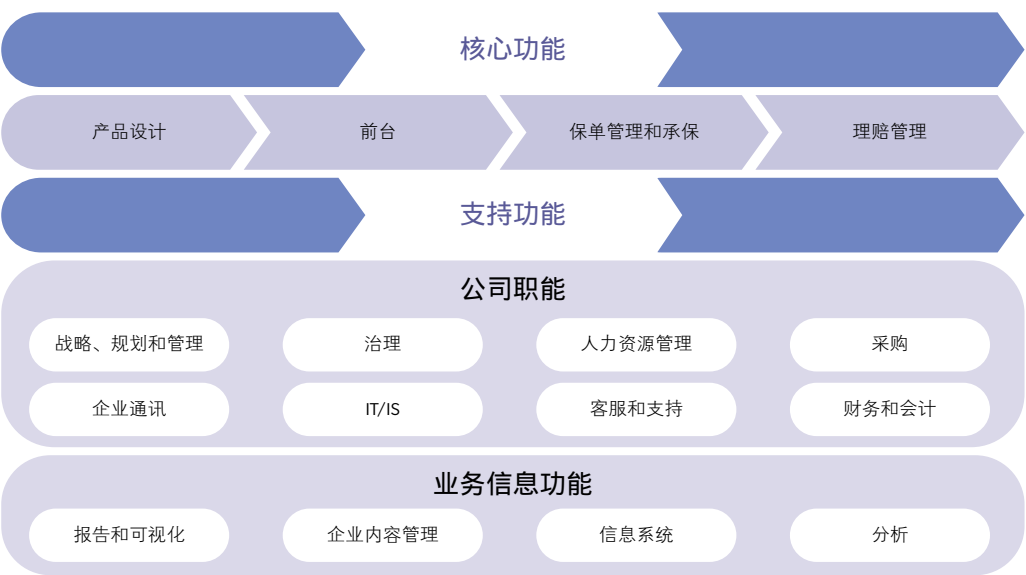 核心功能
产品设计
前台
保单管理和承保
理赔管理
支持功能
公司职能
战略、规划和管理
治理
人力资源管理
采购
企业通讯
IT/IS
客服和支持
财务和会计
业务信息功能
报告和可视化
企业内容管理
信息系统
分析